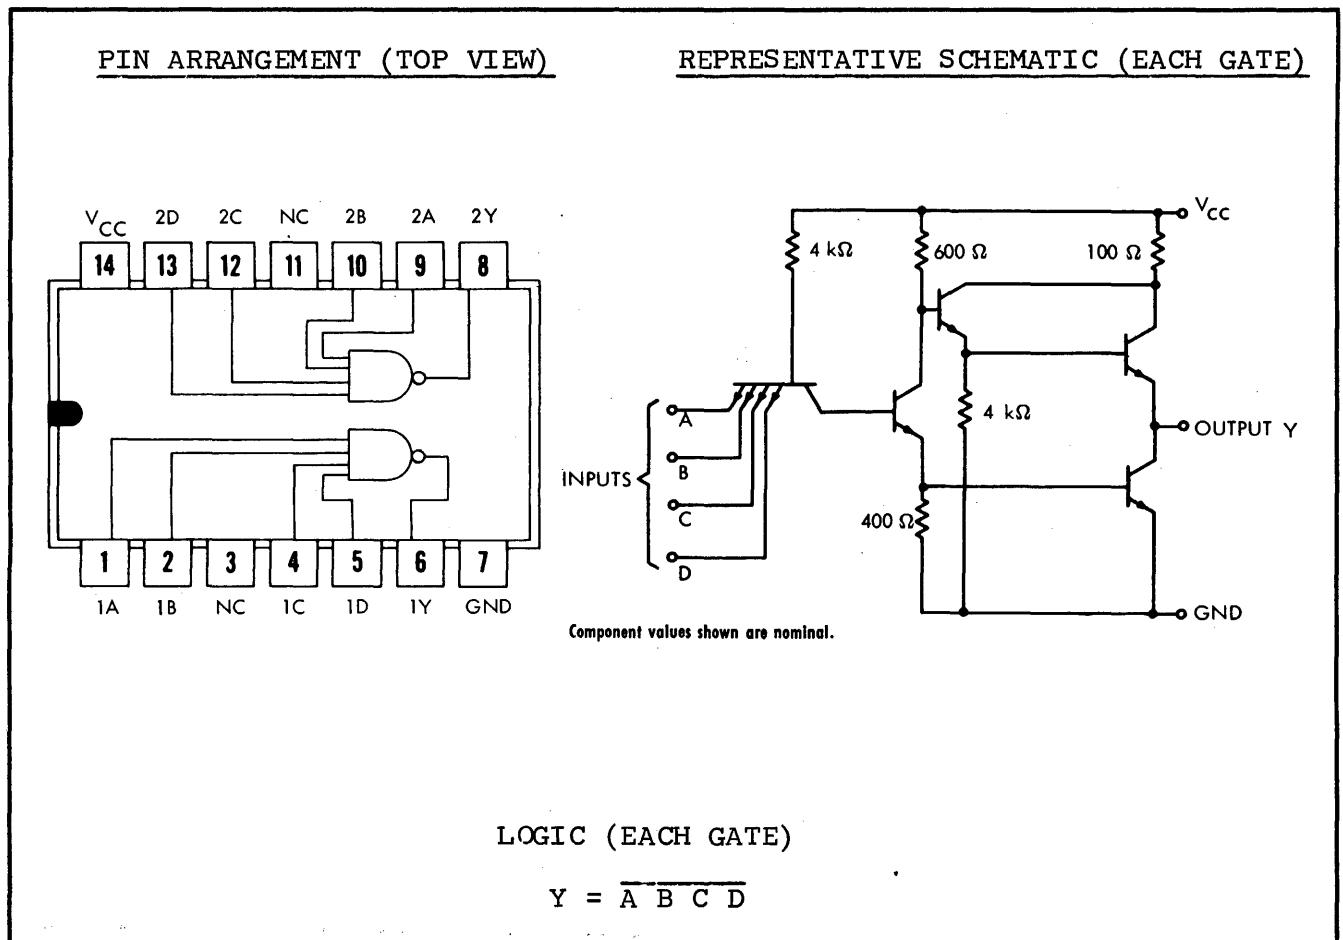 PIN ARRANGEMENT (TOP VIEW)
REPRESENTATIVE SCHEMATIC (EACH GATE)
VCC 2D 2C NC 2B 2A 2Y
14 13 12 11 10 9 8
1 2 3 4 5 6 7
1A 1B NC 1C 1D 1Y GND
VCC
4 kΩ
600 Ω
100 Ω
4 kΩ
400 Ω
INPUTS
A
B
C
D
OUTPUT Y
GND
Component values shown are nominal.
LOGIC (EACH GATE)
Y = A̅ B̅ C̅ D̅